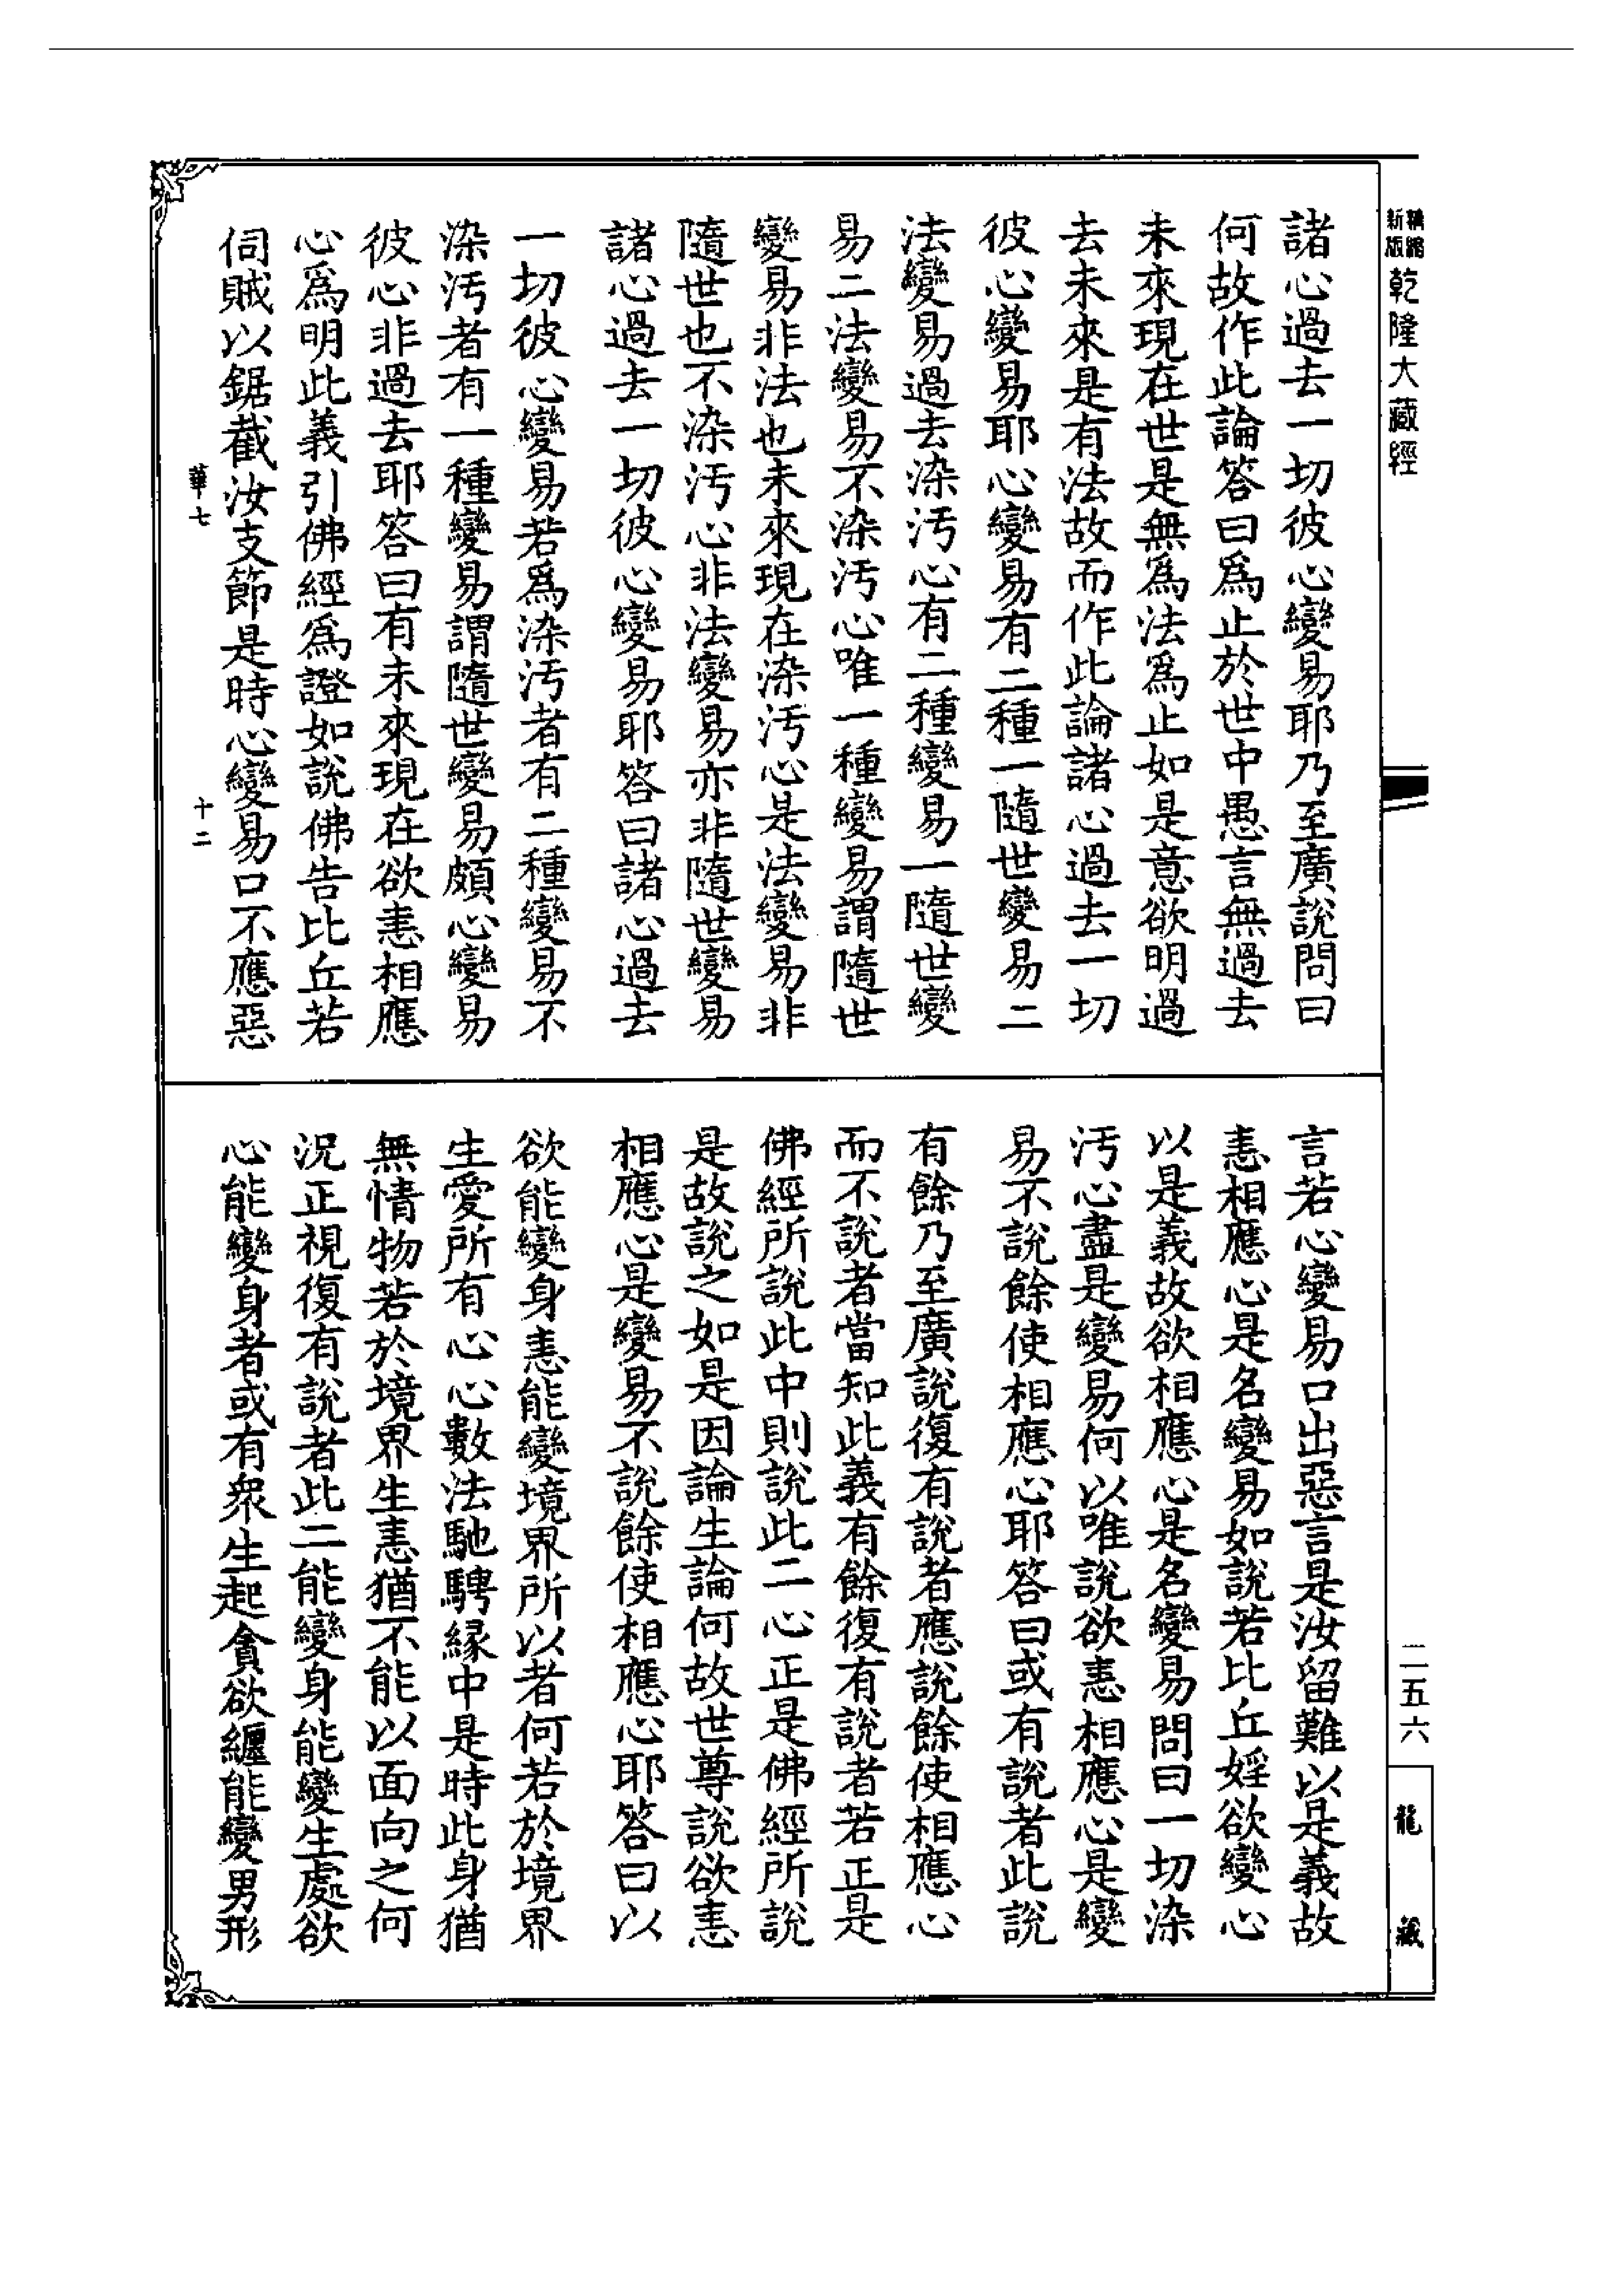 新版精縮乾隆大藏經
諸心過去一切彼心變易耶乃至廣說問曰
何故作此論答曰爲止於世中愚言無過去
未來現在世是無爲法爲止如是意欲明過
去未來是有法故而作此論諸心過去一切
彼心變易耶心變易有二種一隨世變易二
法變易過去染汚心有二種變易一隨世變
易二法變易不染汚心唯一種變易謂隨世
變易非法也未來現在染汚心是法變易非
隨世也不染汚心非法變易亦非隨世變易
諸心過去一切彼心變易耶答曰諸心過去
一切彼心變易若爲染汚者有二種變易不
染汚者有一種變易謂隨世變易頗心變易
彼心非過去耶答曰有未來現在欲恚相應
心爲明此義引佛經爲證如說佛告比丘若
伺賊以鋸截汝支節是時心變易口不應惡
華七
十二
言若心變易口出惡言是汝留難以是義故
恚相應心是名變易如說若比丘婬欲變心
以是義故欲相應心是名變易問曰一切染
汚心盡是變易何以唯說欲恚相應心是變
易不說餘使相應心耶答曰或有說者此說
有餘乃至廣說復有說者應說餘使相應心
而不說者當知此義有餘復有說者若正是
佛經所說此中則說此二心正是佛經所說
是故說之如是因論生論何故世尊說欲恚
相應心是變易不說餘使相應心耶答曰以
欲能變身恚能變境界所以者何若於境界
生愛所有心心數法馳騁緣中是時此身猶
無情物若於境界生恚猶不能以面向之何
況正視復有說者此二能變身能變生處欲
心能變身者或有衆生起貪欲纏能變男形
二五六
龍藏